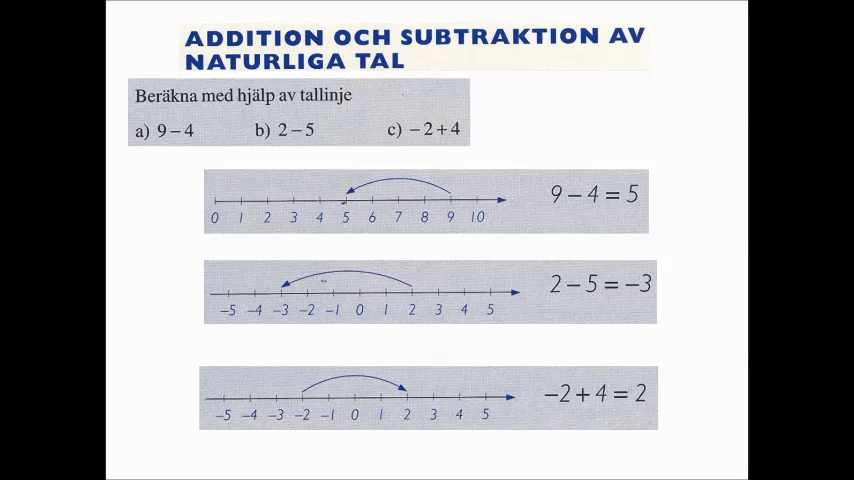 ADDITION OCH SUBTRAKTION AV
NATURLIGA TAL
Beräkna med hjälp av tallinje
a) 9 – 4 b) 2 – 5 c) – 2 + 4
0 1 2 3 4 5 6 7 8 9 10
9 – 4 = 5
–5 –4 –3 –2 –1 0 1 2 3 4 5
2 – 5 = –3
–5 –4 –3 –2 –1 0 1 2 3 4 5
–2 + 4 = 2